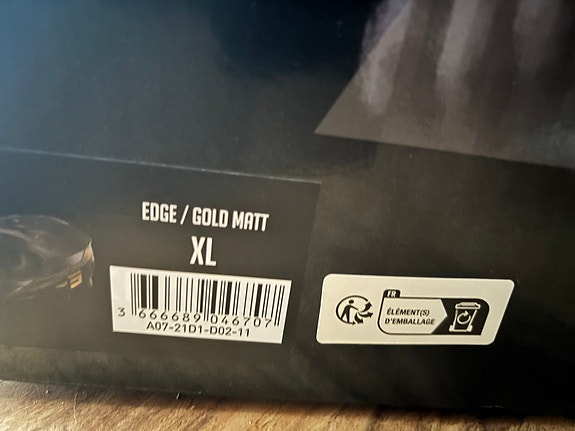 EDGE / GOLD MATT
XL
3 666689 046707
A07-21D1-D02-11
FR
ÉLÉMENT(S)
D'EMBALLAGE